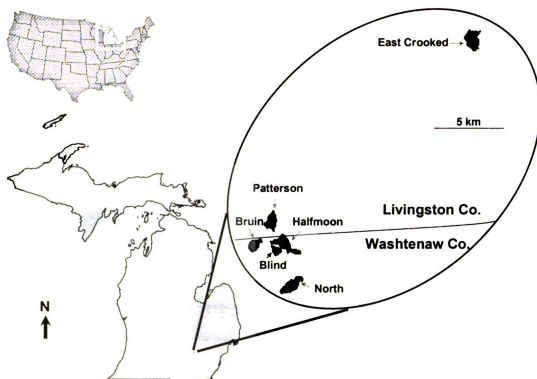 East Crooked
5 km
Patterson
Livingston Co.
Bruin
Halfmoon
Washtenaw Co.
Blind
North
N